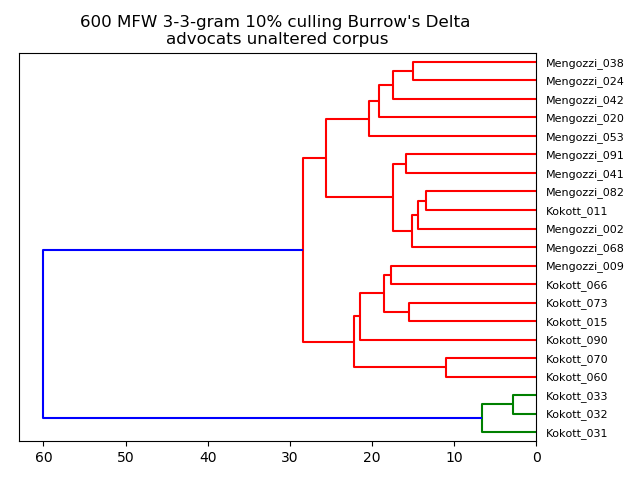 600 MFW 3-3-gram 10% culling Burrow's Delta
advocats unaltered corpus
Mengozzi_038
Mengozzi_024
Mengozzi_042
Mengozzi_020
Mengozzi_053
Mengozzi_091
Mengozzi_041
Mengozzi_082
Kokott_011
Mengozzi_002
Mengozzi_068
Mengozzi_009
Kokott_066
Kokott_073
Kokott_015
Kokott_090
Kokott_070
Kokott_060
Kokott_033
Kokott_032
Kokott_031
60 50 40 30 20 10 0